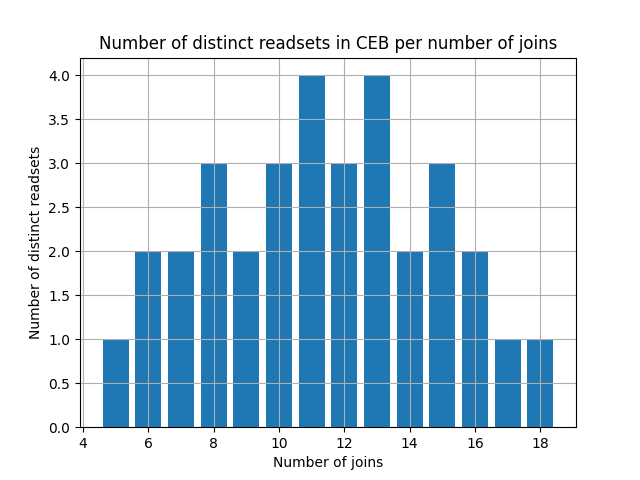 Number of distinct readsets in CEB per number of joins
Number of distinct readsets
4.0
3.5
3.0
2.5
2.0
1.5
1.0
0.5
0.0
4 6 8 10 12 14 16 18
Number of joins